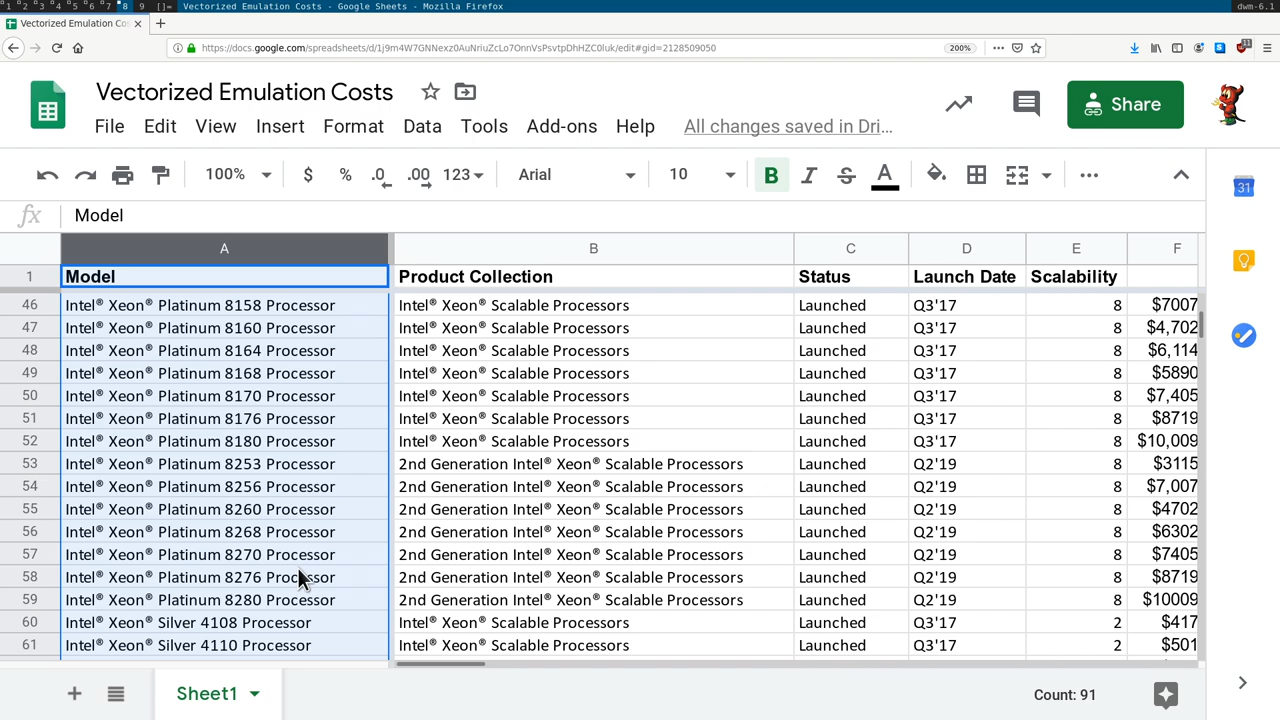 1 2 3 4 5 6 7 8 9 []= Vectorized Emulation Costs - Google Sheets - Mozilla Firefox dwm-6.1
Vectorized Emulation Co
https://docs.google.com/spreadsheets/d/1j9m4W7GNNexz0AuNriuZcLo7OnnVsPsvtpDhHZC0luk/edit#gid=2128509050 200%
Vectorized Emulation Costs
Share
File Edit View Insert Format Data Tools Add-ons Help All changes saved in Dri...
100% $ % .0 .00 123 Arial 10 B I S A
fx Model
A B C D E F
1 Model Product Collection Status Launch Date Scalability
46 Intel® Xeon® Platinum 8158 Processor Intel® Xeon® Scalable Processors Launched Q3'17 8 $7007
47 Intel® Xeon® Platinum 8160 Processor Intel® Xeon® Scalable Processors Launched Q3'17 8 $4,702
48 Intel® Xeon® Platinum 8164 Processor Intel® Xeon® Scalable Processors Launched Q3'17 8 $6,114
49 Intel® Xeon® Platinum 8168 Processor Intel® Xeon® Scalable Processors Launched Q3'17 8 $5890
50 Intel® Xeon® Platinum 8170 Processor Intel® Xeon® Scalable Processors Launched Q3'17 8 $7,405
51 Intel® Xeon® Platinum 8176 Processor Intel® Xeon® Scalable Processors Launched Q3'17 8 $8719
52 Intel® Xeon® Platinum 8180 Processor Intel® Xeon® Scalable Processors Launched Q3'17 8 $10,009
53 Intel® Xeon® Platinum 8253 Processor 2nd Generation Intel® Xeon® Scalable Processors Launched Q2'19 8 $3115
54 Intel® Xeon® Platinum 8256 Processor 2nd Generation Intel® Xeon® Scalable Processors Launched Q2'19 8 $7,007
55 Intel® Xeon® Platinum 8260 Processor 2nd Generation Intel® Xeon® Scalable Processors Launched Q2'19 8 $4702
56 Intel® Xeon® Platinum 8268 Processor 2nd Generation Intel® Xeon® Scalable Processors Launched Q2'19 8 $6302
57 Intel® Xeon® Platinum 8270 Processor 2nd Generation Intel® Xeon® Scalable Processors Launched Q2'19 8 $7405
58 Intel® Xeon® Platinum 8276 Processor 2nd Generation Intel® Xeon® Scalable Processors Launched Q2'19 8 $8719
59 Intel® Xeon® Platinum 8280 Processor 2nd Generation Intel® Xeon® Scalable Processors Launched Q2'19 8 $10009
60 Intel® Xeon® Silver 4108 Processor Intel® Xeon® Scalable Processors Launched Q3'17 2 $417
61 Intel® Xeon® Silver 4110 Processor Intel® Xeon® Scalable Processors Launched Q3'17 2 $501
Sheet1 Count: 91
31